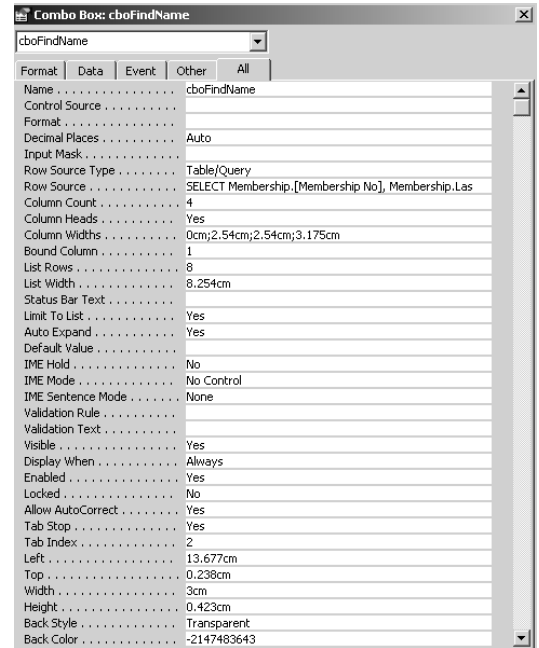 Combo Box: cboFindName
cboFindName
Format Data Event Other All
Name . . . . . . . . . . . . . . . . cboFindName
Control Source . . . . . . . . . .
Format . . . . . . . . . . . . . . .
Decimal Places . . . . . . . . . . Auto
Input Mask . . . . . . . . . . . . .
Row Source Type . . . . . . . . Table/Query
Row Source . . . . . . . . . . . . SELECT Membership.[Membership No], Membership.Las
Column Count . . . . . . . . . . . 4
Column Heads . . . . . . . . . . . Yes
Column Widths . . . . . . . . . . 0cm;2.54cm;2.54cm;3.175cm
Bound Column . . . . . . . . . . . 1
List Rows . . . . . . . . . . . . . . 8
List Width . . . . . . . . . . . . . . 8.254cm
Status Bar Text . . . . . . . . .
Limit To List . . . . . . . . . . . . Yes
Auto Expand . . . . . . . . . . . . Yes
Default Value . . . . . . . . . . .
IME Hold . . . . . . . . . . . . . . . No
IME Mode . . . . . . . . . . . . . . No Control
IME Sentence Mode . . . . . . . None
Validation Rule . . . . . . . . . .
Validation Text . . . . . . . . . .
Visible . . . . . . . . . . . . . . . . Yes
Display When . . . . . . . . . . . Always
Enabled . . . . . . . . . . . . . . . Yes
Locked . . . . . . . . . . . . . . . . No
Allow AutoCorrect . . . . . . . . Yes
Tab Stop . . . . . . . . . . . . . . Yes
Tab Index . . . . . . . . . . . . . 2
Left . . . . . . . . . . . . . . . . . . 13.677cm
Top . . . . . . . . . . . . . . . . . . 0.238cm
Width . . . . . . . . . . . . . . . . 3cm
Height . . . . . . . . . . . . . . . . 0.423cm
Back Style . . . . . . . . . . . . . Transparent
Back Color . . . . . . . . . . . . . -2147483643